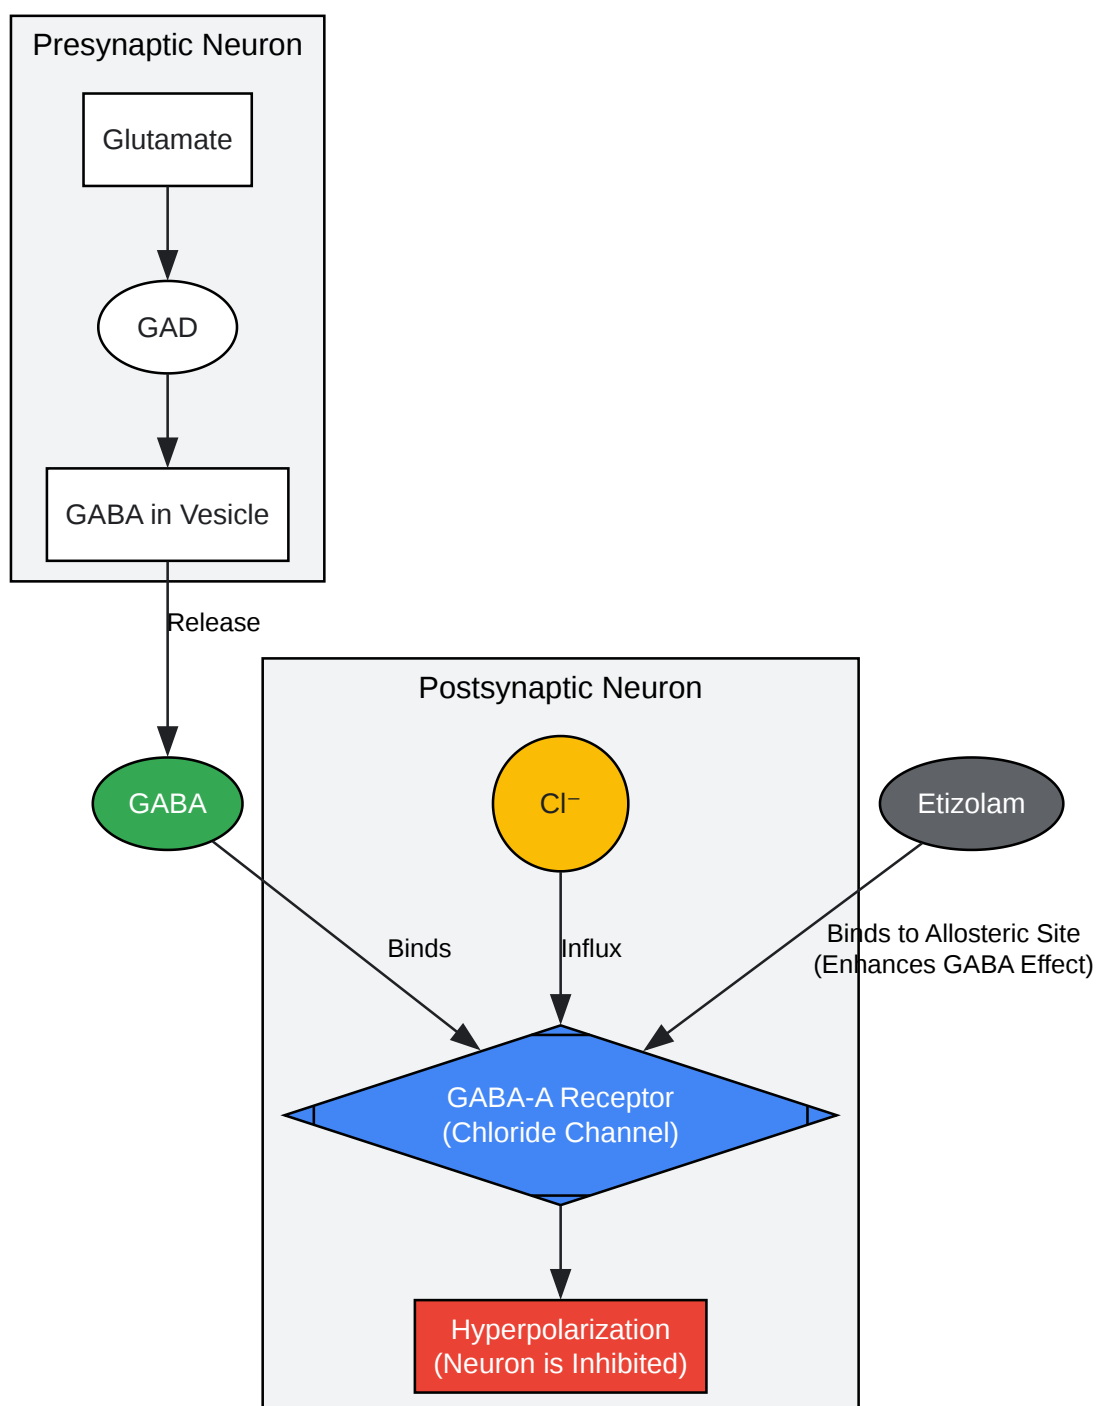 Presynaptic Neuron
Glutamate
GAD
GABA in Vesicle
Release
Postsynaptic Neuron
GABA
Cl⁻
Etizolam
Binds
Influx
Binds to Allosteric Site
(Enhances GABA Effect)
GABA-A Receptor
(Chloride Channel)
Hyperpolarization
(Neuron is Inhibited)